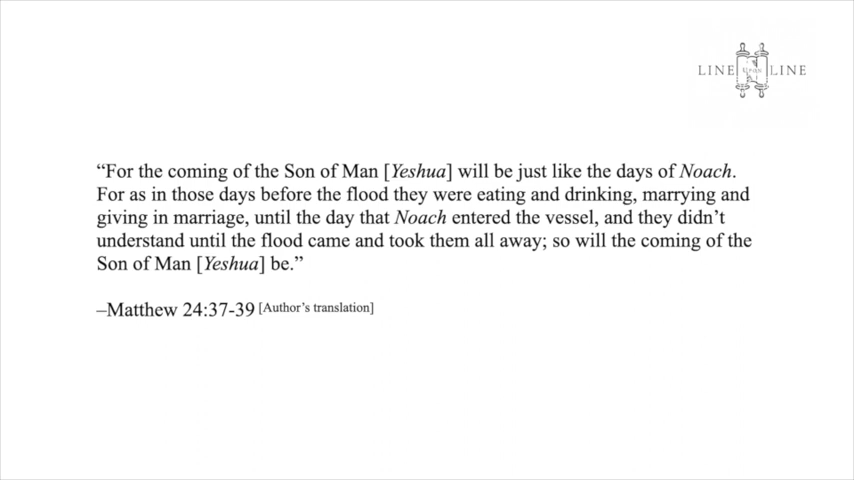 LINE UPON LINE
“For the coming of the Son of Man [Yeshua] will be just like the days of Noach.
For as in those days before the flood they were eating and drinking, marrying and
giving in marriage, until the day that Noach entered the vessel, and they didn’t
understand until the flood came and took them all away; so will the coming of the
Son of Man [Yeshua] be.”
–Matthew 24:37-39 [Author’s translation]